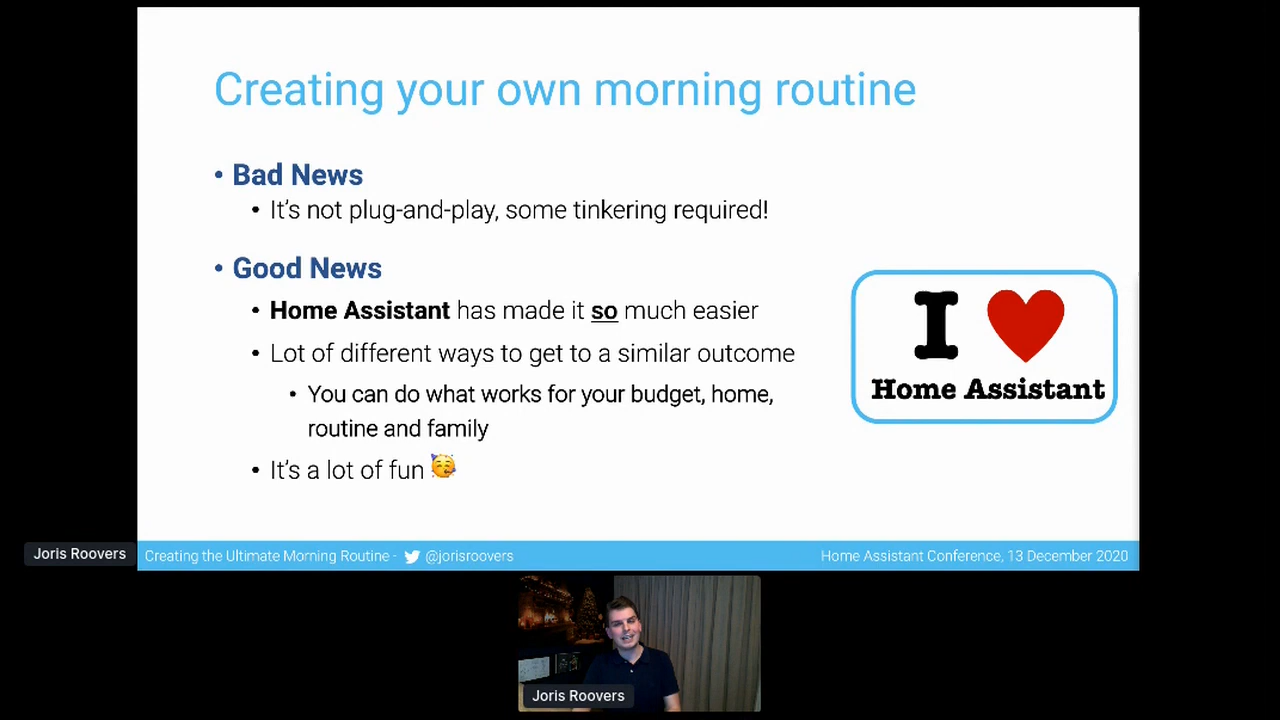 Creating your own morning routine
• Bad News
• It's not plug-and-play, some tinkering required!
• Good News
• Home Assistant has made it so much easier
• Lot of different ways to get to a similar outcome
• You can do what works for your budget, home,
routine and family
• It's a lot of fun 🥳
I ❤
Home Assistant
Joris Roovers
Creating the Ultimate Morning Routine - @jorisroovers
Home Assistant Conference, 13 December 2020
Joris Roovers